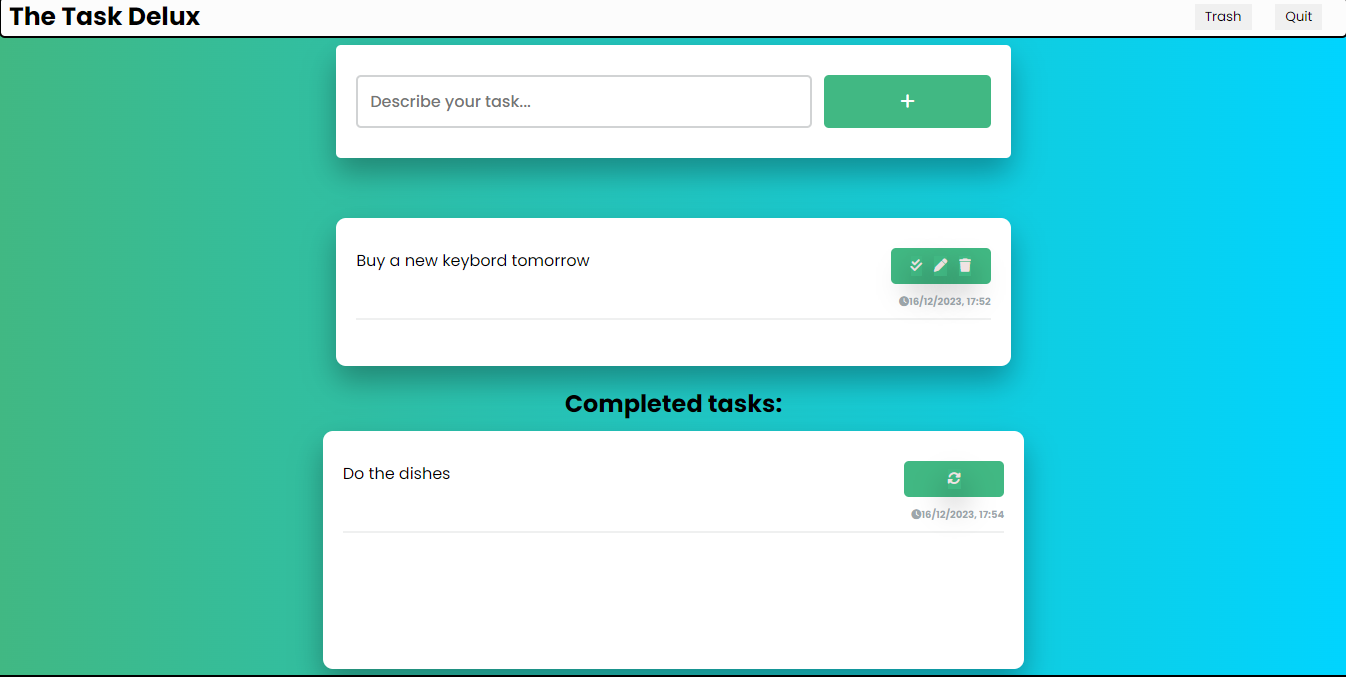 The Task Delux
Trash
Quit
Describe your task...
+
Buy a new keybord tomorrow
16/12/2023, 17:52
Completed tasks:
Do the dishes
16/12/2023, 17:54